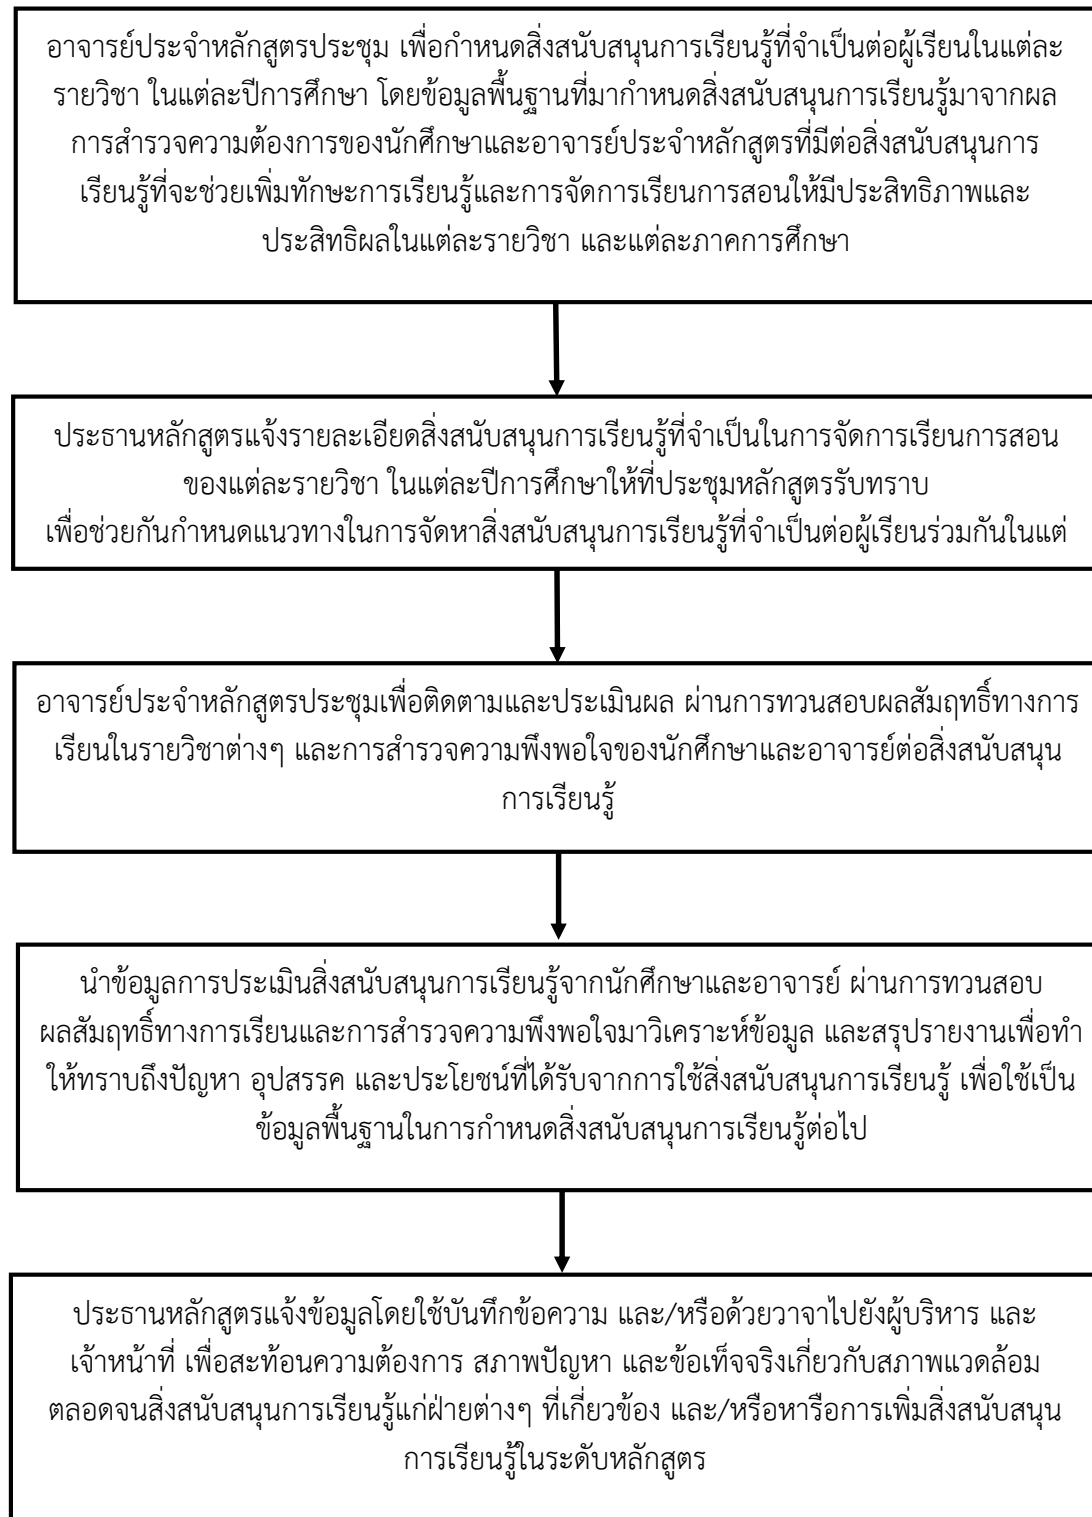 อาจารย์ประจำหลักสูตรประชุม เพื่อกำหนดสิ่งสนับสนุนการเรียนรู้ที่จำเป็นต่อผู้เรียนในแต่ละ
รายวิชา ในแต่ละปีการศึกษา โดยข้อมูลพื้นฐานที่มากำหนดสิ่งสนับสนุนการเรียนรู้มาจากผล
การสำรวจความต้องการของนักศึกษาและอาจารย์ประจำหลักสูตรที่มีต่อสิ่งสนับสนุนการ
เรียนรู้ที่จะช่วยเพิ่มทักษะการเรียนรู้และการจัดการเรียนการสอนให้มีประสิทธิภาพและ
ประสิทธิผลในแต่ละรายวิชา และแต่ละภาคการศึกษา
ประธานหลักสูตรแจ้งรายละเอียดสิ่งสนับสนุนการเรียนรู้ที่จำเป็นในการจัดการเรียนการสอน
ของแต่ละรายวิชา ในแต่ละปีการศึกษาให้ที่ประชุมหลักสูตรรับทราบ
เพื่อช่วยกันกำหนดแนวทางในการจัดหาสิ่งสนับสนุนการเรียนรู้ที่จำเป็นต่อผู้เรียนร่วมกันในแต่
อาจารย์ประจำหลักสูตรประชุมเพื่อติดตามและประเมินผล ผ่านการทวนสอบผลสัมฤทธิ์ทางการ
เรียนในรายวิชาต่างๆ และการสำรวจความพึงพอใจของนักศึกษาและอาจารย์ต่อสิ่งสนับสนุน
การเรียนรู้
นำข้อมูลการประเมินสิ่งสนับสนุนการเรียนรู้จากนักศึกษาและอาจารย์ ผ่านการทวนสอบ
ผลสัมฤทธิ์ทางการเรียนและการสำรวจความพึงพอใจมาวิเคราะห์ข้อมูล และสรุปรายงานเพื่อทำ
ให้ทราบถึงปัญหา อุปสรรค และประโยชน์ที่ได้รับจากการใช้สิ่งสนับสนุนการเรียนรู้ เพื่อใช้เป็น
ข้อมูลพื้นฐานในการกำหนดสิ่งสนับสนุนการเรียนรู้ต่อไป
ประธานหลักสูตรแจ้งข้อมูลโดยใช้บันทึกข้อความ และ/หรือด้วยวาจาไปยังผู้บริหาร และ
เจ้าหน้าที่ เพื่อสะท้อนความต้องการ สภาพปัญหา และข้อเท็จจริงเกี่ยวกับสภาพแวดล้อม
ตลอดจนสิ่งสนับสนุนการเรียนรู้แก่ฝ่ายต่างๆ ที่เกี่ยวข้อง และ/หรือหารือการเพิ่มสิ่งสนับสนุน
การเรียนรู้ในระดับหลักสูตร